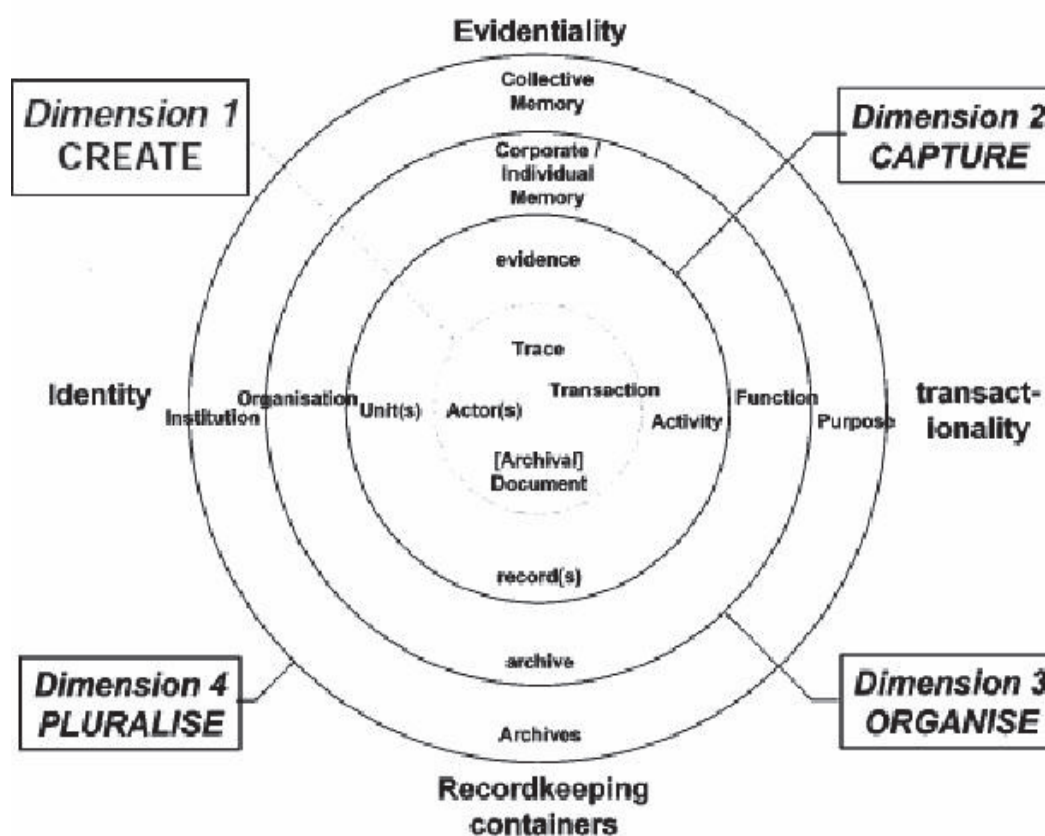 Evidentiality
Collective
Memory
Dimension 1
CREATE
Dimension 2
CAPTURE
Corporate /
Individual
Memory
evidence
Trace
Transaction
Identity
Institution
Organisation
Unit(s)
Actor(s)
Activity
Function
Purpose
transact-
ionality
[Archival]
Document
record(s)
archive
Dimension 4
PLURALISE
Dimension 3
ORGANISE
Archives
Recordkeeping
containers